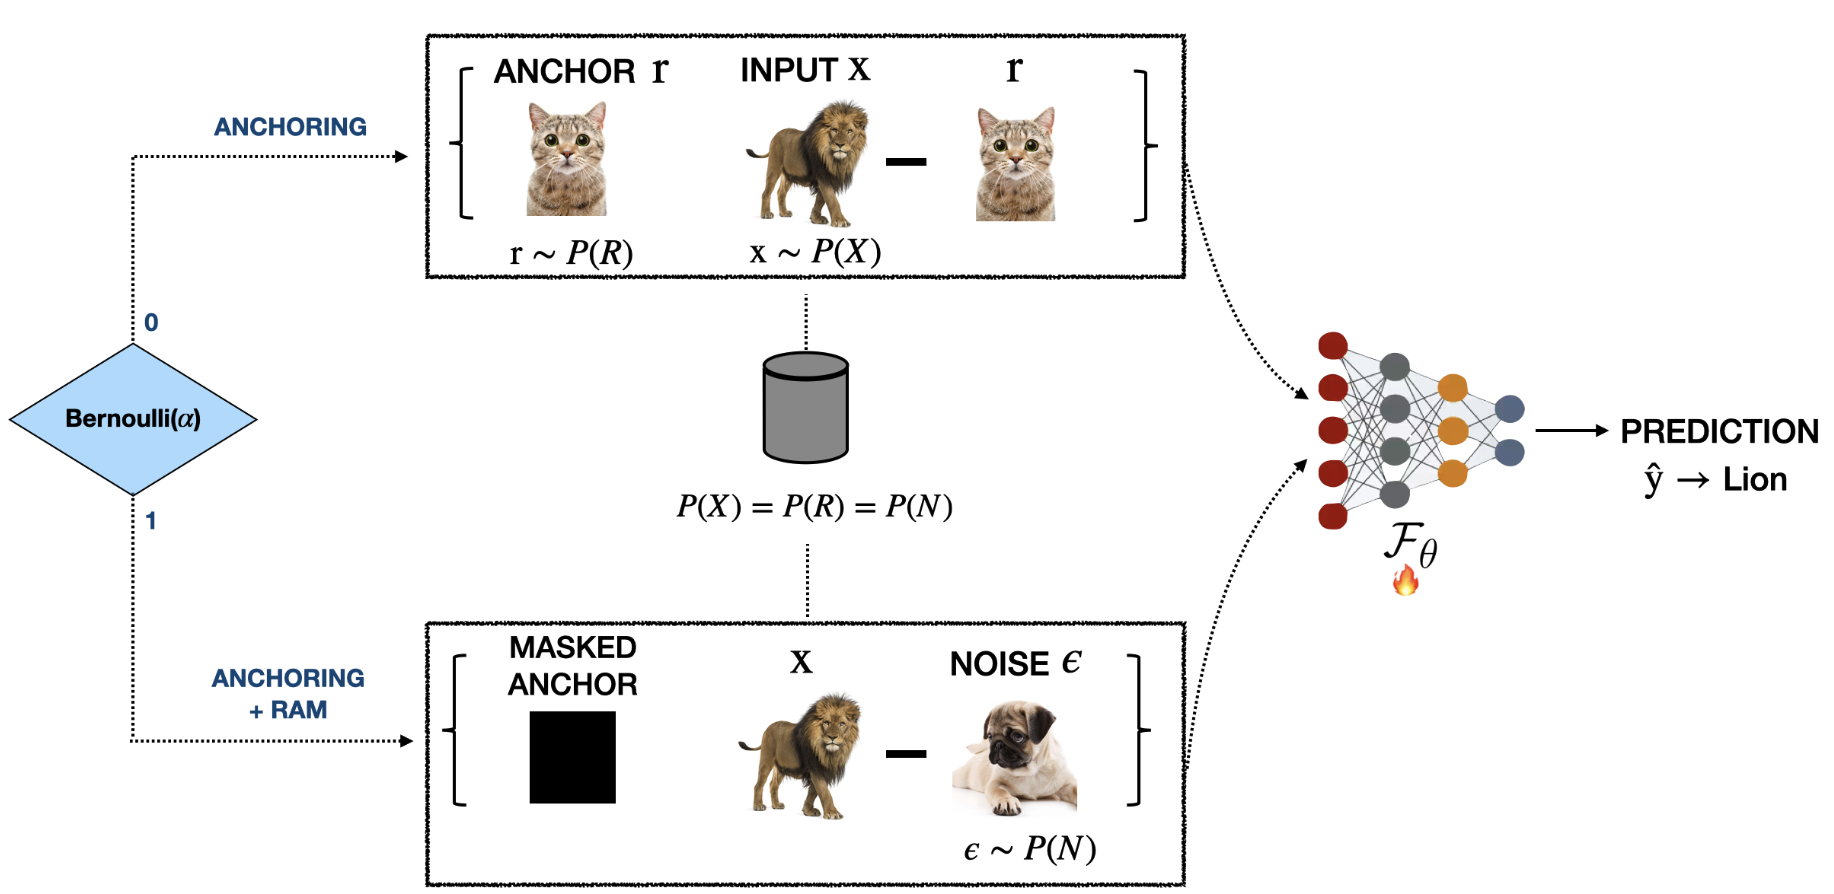 ANCHOR r
INPUT x
r
ANCHORING
r ∼ P(R)
x ∼ P(X)
0
Bernoulli(α)
1
P(X) = P(R) = P(N)
PREDICTION
ŷ → Lion
ℱθ
ANCHORING
+ RAM
MASKED
ANCHOR
x
NOISE ϵ
ϵ ∼ P(N)